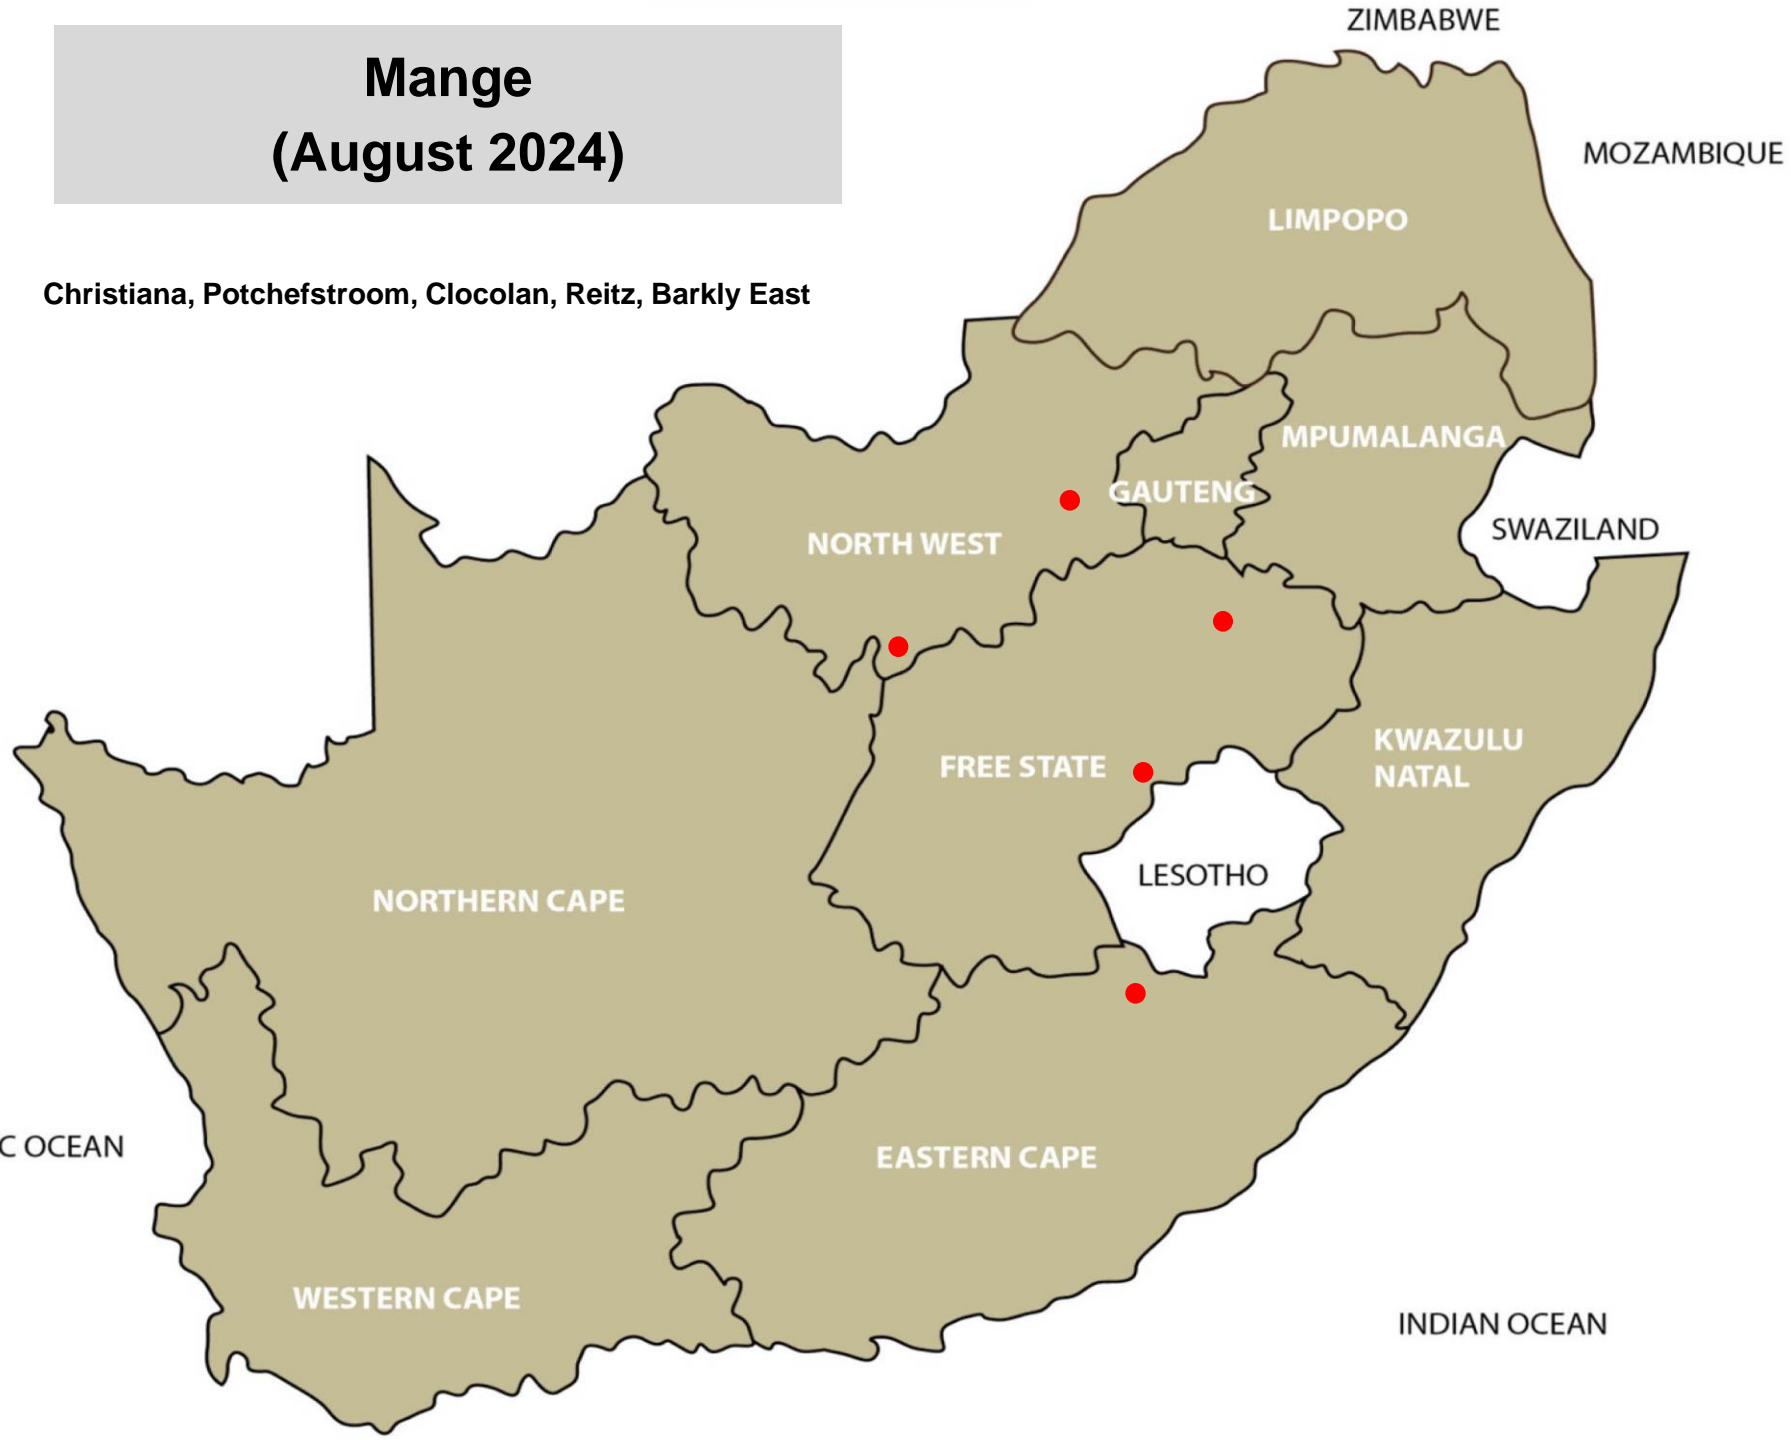 Mange
(August 2024)
Christiana, Potchefstroom, Clocolan, Reitz, Barkly East
ZIMBABWE
MOZAMBIQUE
LIMPOPO
MPUMALANGA
GAUTENG
SWAZILAND
NORTH WEST
KWAZULU
NATAL
FREE STATE
LESOTHO
NORTHERN CAPE
C OCEAN
EASTERN CAPE
WESTERN CAPE
INDIAN OCEAN